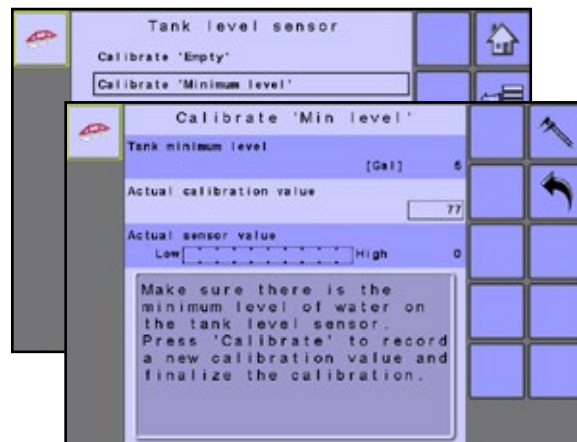 Tank level sensor
Calibrate 'Empty'
Calibrate 'Minimum level'
Calibrate 'Min level'
Tank minimum level
[Gal] 5
Actual calibration value
77
Actual sensor value
Low High 0
Make sure there is the
minimum level of water on
the tank level sensor.
Press 'Calibrate' to record
a new calibration value and
finalize the calibration.